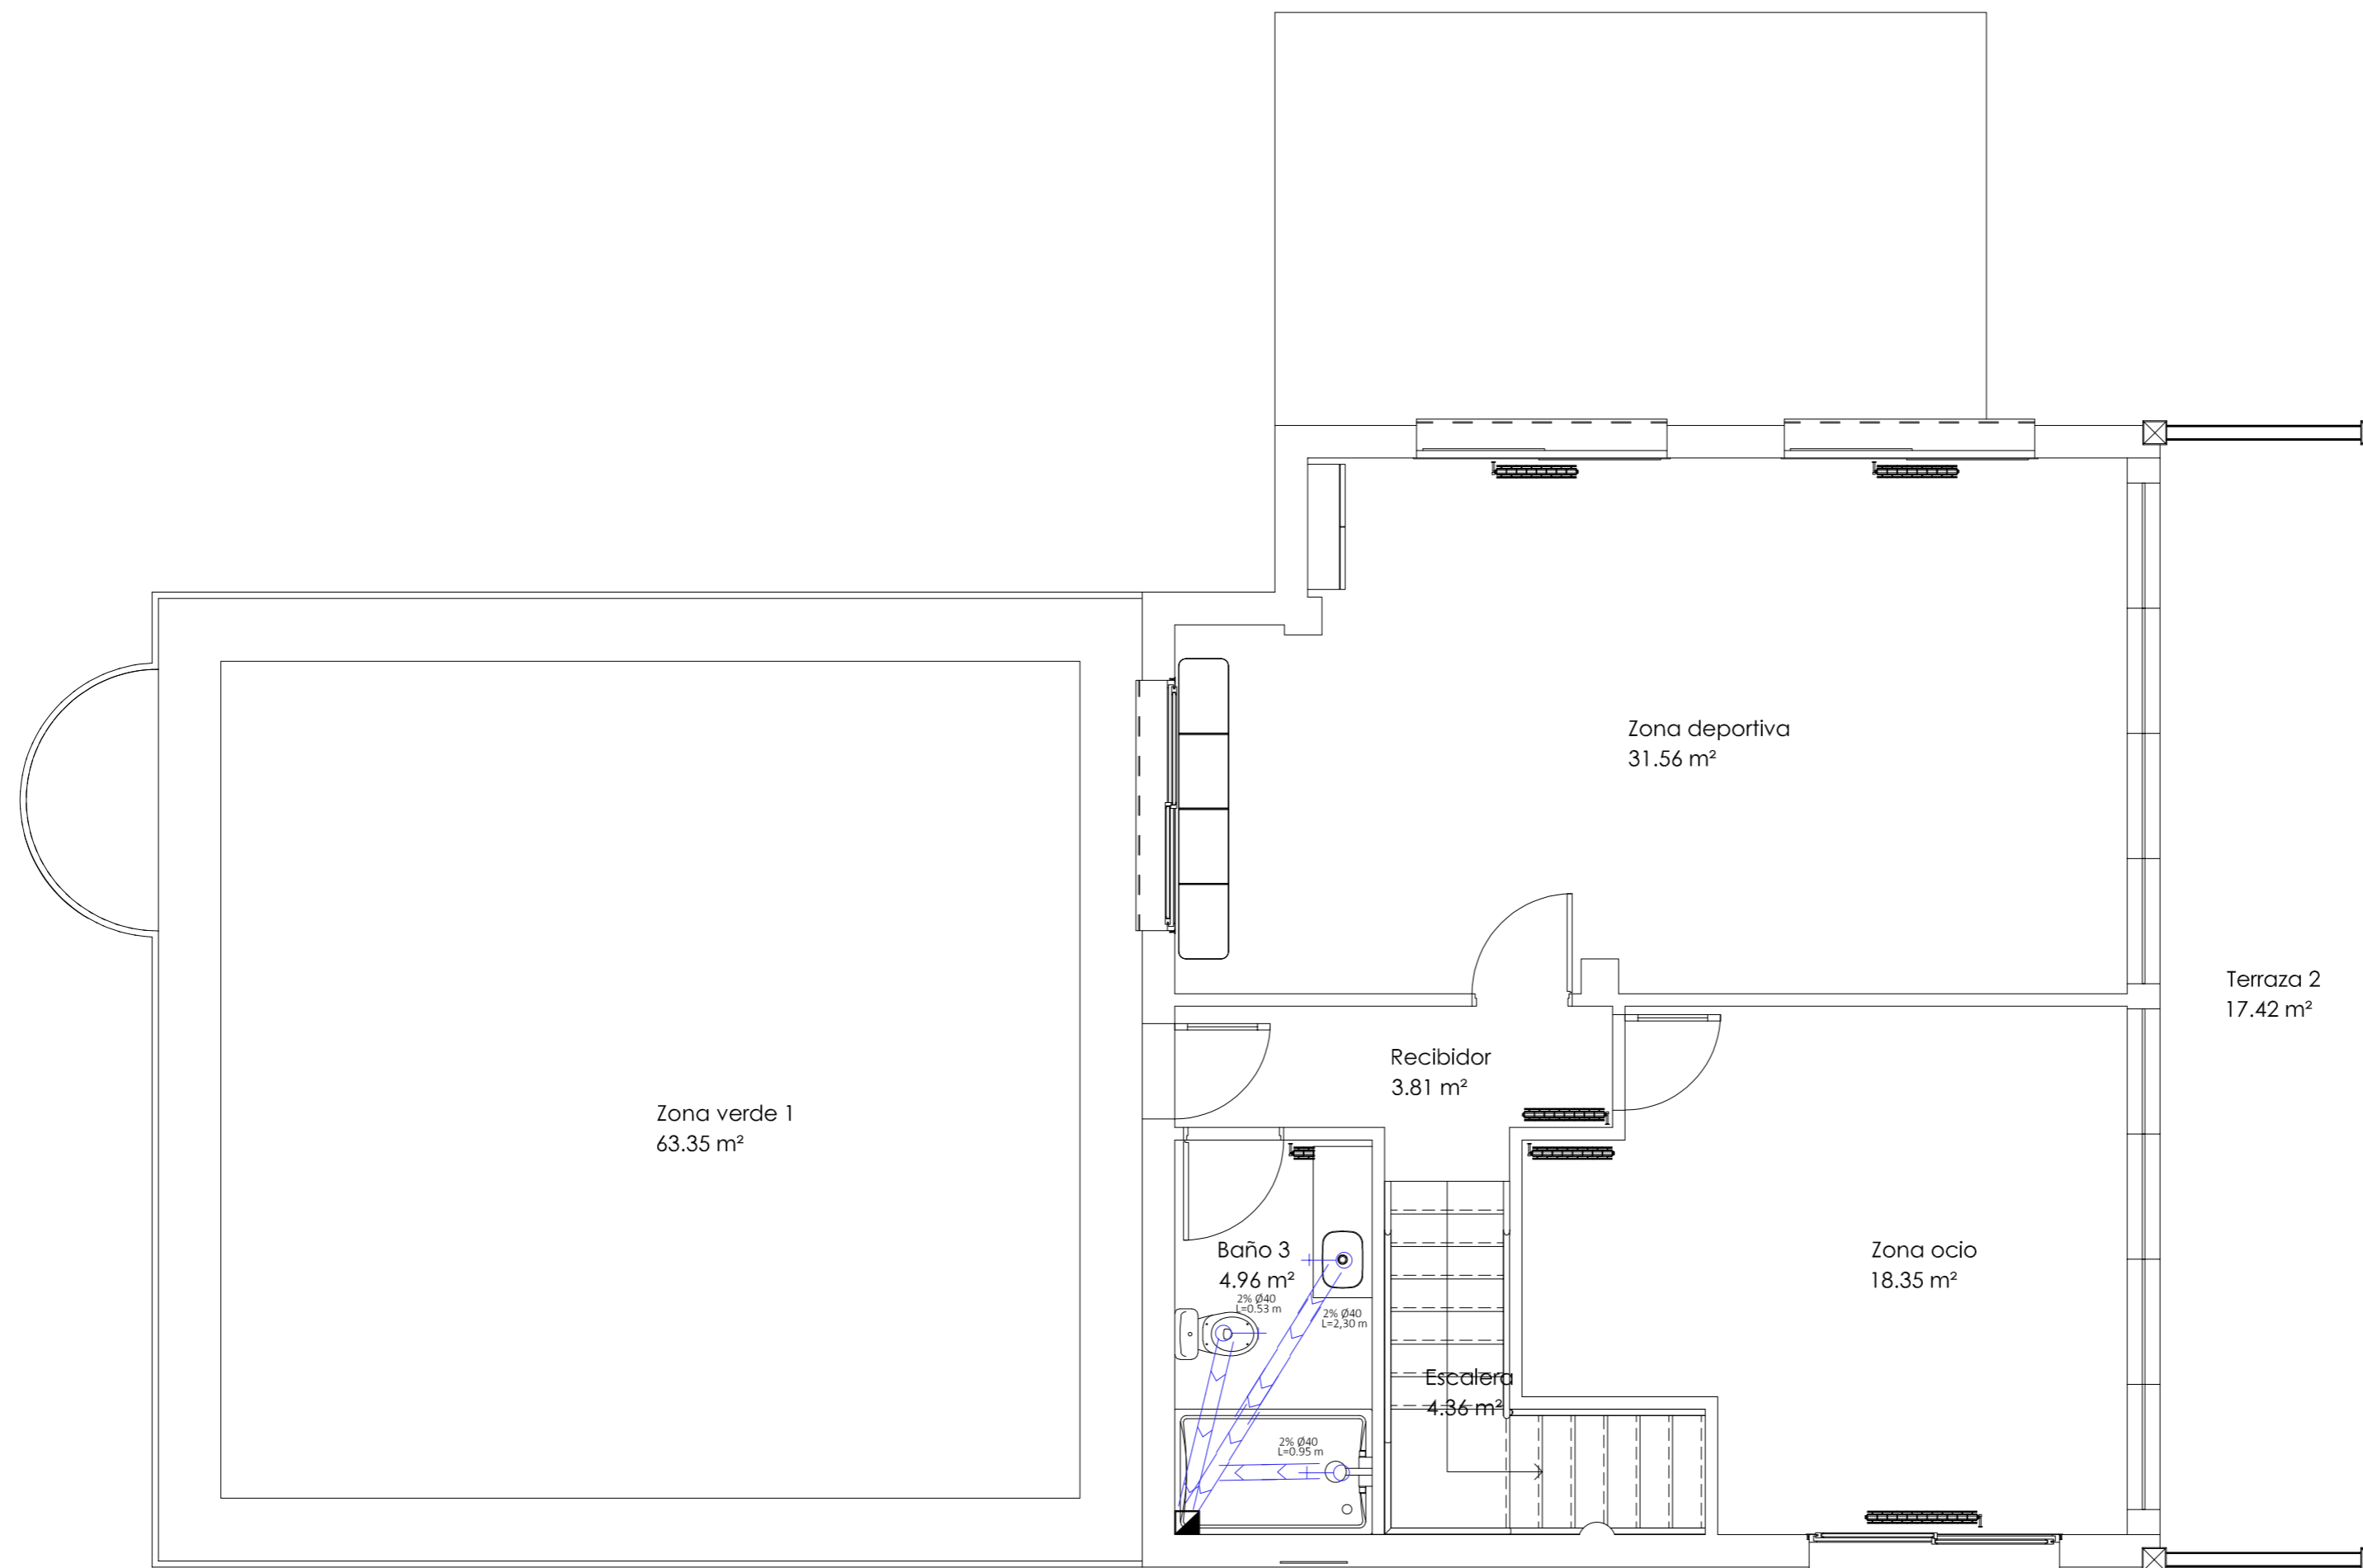 Zona deportiva
31.56 m²
Terraza 2
17.42 m²
Recibidor
3.81 m²
Zona verde 1
63.35 m²
Baño 3
4.96 m²
2% Ø40
L=0.53 m
2% Ø40
L=2,30 m
Zona ocio
18.35 m²
Escalera
4.36 m²
2% Ø40
L=0.95 m